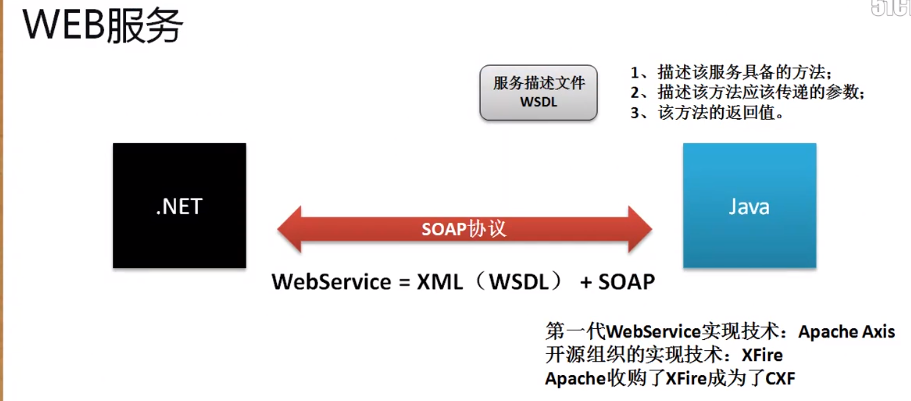 WEB服务
服务描述文件
WSDL
1、描述该服务具备的方法；
2、描述该方法应该传递的参数；
3、该方法的返回值。
.NET
SOAP协议
Java
WebService = XML（WSDL） + SOAP
第一代WebService实现技术：Apache Axis
开源组织的实现技术：XFire
Apache收购了XFire成为了CXF